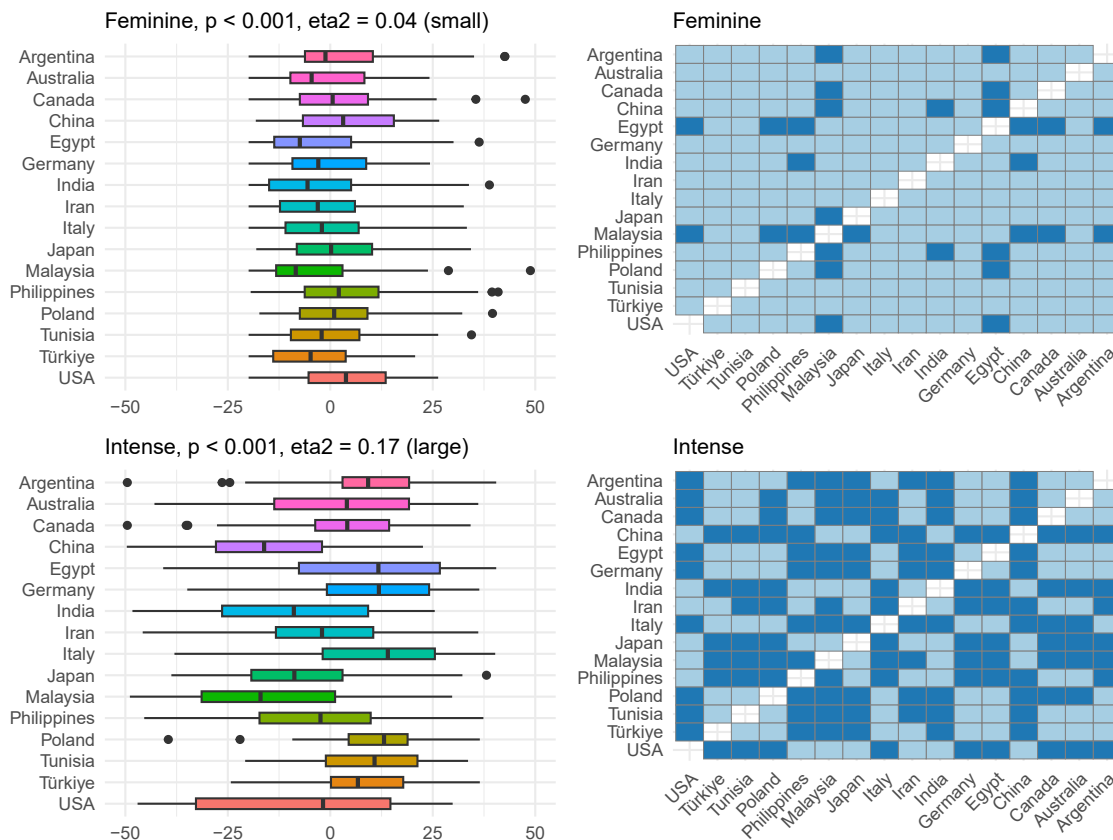 Feminine, p < 0.001, eta2 = 0.04 (small)
Argentina
Australia
Canada
China
Egypt
Germany
India
Iran
Italy
Japan
Malaysia
Philippines
Poland
Tunisia
Türkiye
USA
−50 −25 0 25 50
Feminine
Argentina
Australia
Canada
China
Egypt
Germany
India
Iran
Italy
Japan
Malaysia
Philippines
Poland
Tunisia
Türkiye
USA
USA Türkiye Tunisia Poland Philippines Malaysia Japan Italy Iran India Germany Egypt China Canada Australia Argentina
Intense, p < 0.001, eta2 = 0.17 (large)
Argentina
Australia
Canada
China
Egypt
Germany
India
Iran
Italy
Japan
Malaysia
Philippines
Poland
Tunisia
Türkiye
USA
−50 −25 0 25 50
Intense
Argentina
Australia
Canada
China
Egypt
Germany
India
Iran
Italy
Japan
Malaysia
Philippines
Poland
Tunisia
Türkiye
USA
USA Türkiye Tunisia Poland Philippines Malaysia Japan Italy Iran India Germany Egypt China Canada Australia Argentina